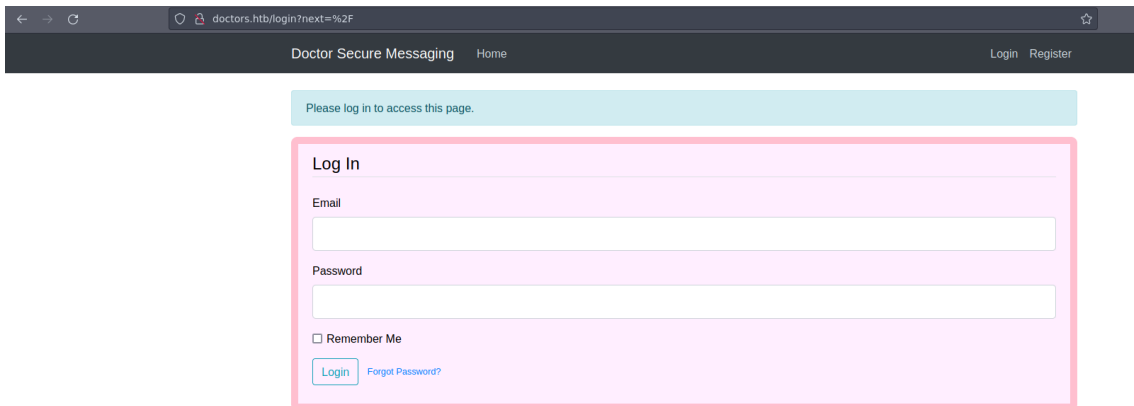 doctors.htb/login?next=%2F
Doctor Secure Messaging Home Login Register
Please log in to access this page.
Log In
Email
Password
Remember Me
Login Forgot Password?